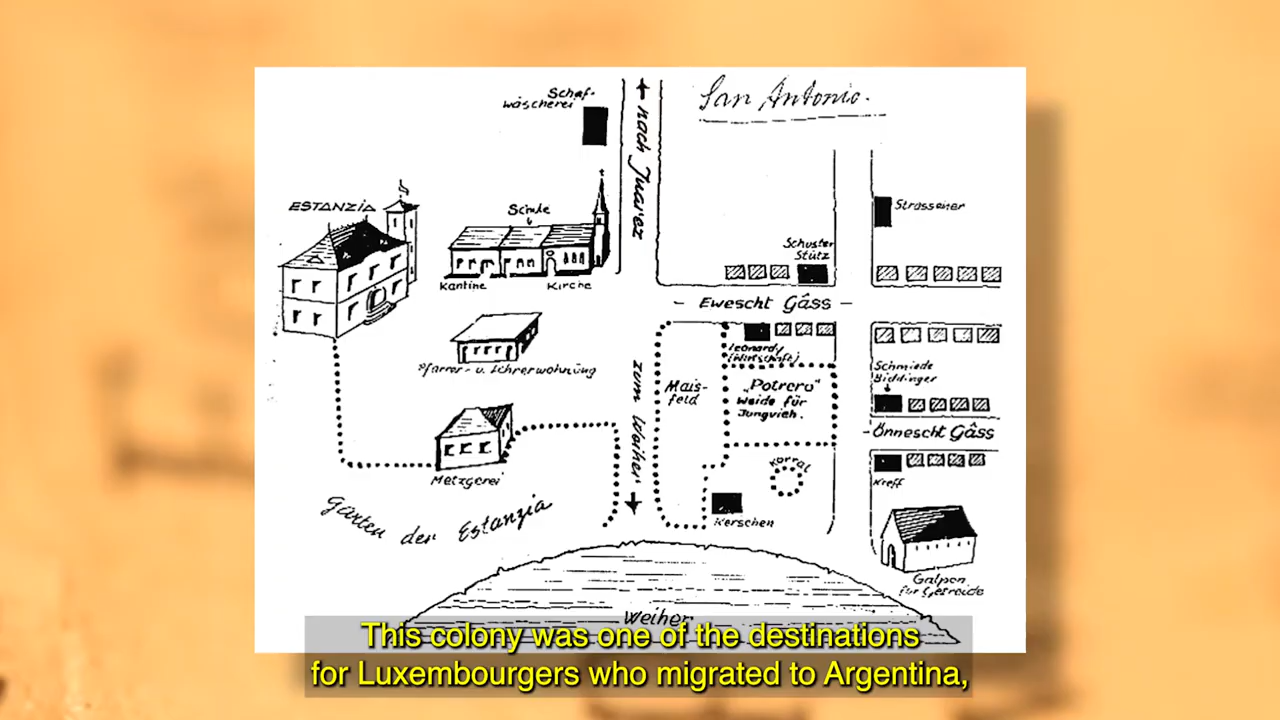 San Antonio.
Schaf-
wäscherei
← nach Juarez
ESTANZIA
Schule
Kantine
Kirche
Strassener
Schuster
Stütz
— Ewescht Gâss —
Pfarrer- u. Lehrerwohnung
zum Weiher →
Mais-
feld
Leonardy
(Wirtschaft)
"Potrero"
Weide für
Jungvieh.
Schmiede
Biddinger
- Önnescht Gâss
Metzgerei
Korral
Kreff
Kerschen
Garten der Estanzia
Galpon
für Getreide
Weiher
This colony was one of the destinations
for Luxembourgers who migrated to Argentina,